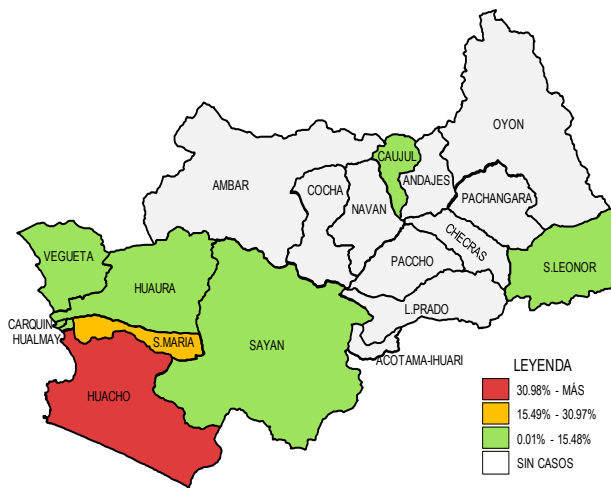 OYON
CAUJUL
ANDAJES
AMBAR
COCHA
NAVAN
PACHANGARA
CHECRAS
VEGUETA
PACCHO
S.LEONOR
HUAURA
L.PRADO
CARQUIN
HUALMAY
S.MARIA
SAYAN
ACOTAMA-IHUARI
HUACHO
LEYENDA
30.98% - MÁS
15.49% - 30.97%
0.01% - 15.48%
SIN CASOS